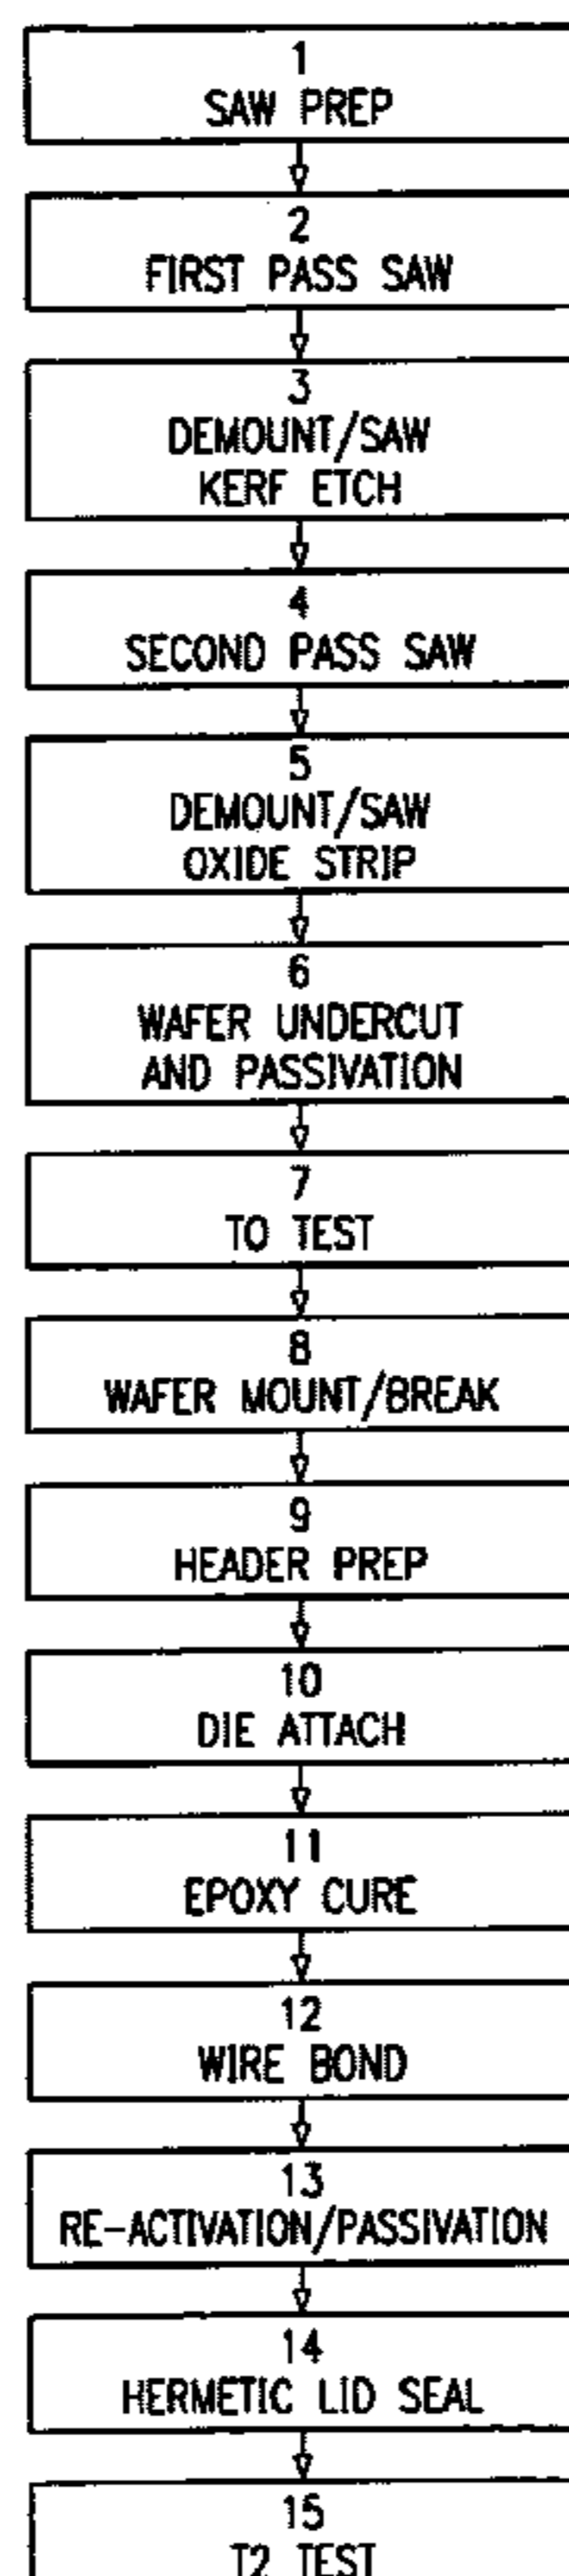 1
SAW PREP
2
FIRST PASS SAW
3
DEMOUNT/SAW
KERF ETCH
4
SECOND PASS SAW
5
DEMOUNT/SAW
OXIDE STRIP
6
WAFER UNDERCUT
AND PASSIVATION
7
TO TEST
8
WAFER MOUNT/BREAK
9
HEADER PREP
10
DIE ATTACH
11
EPOXY CURE
12
WIRE BOND
13
RE-ACTIVATION/PASSIVATION
14
HERMETIC LID SEAL
15
T2 TEST